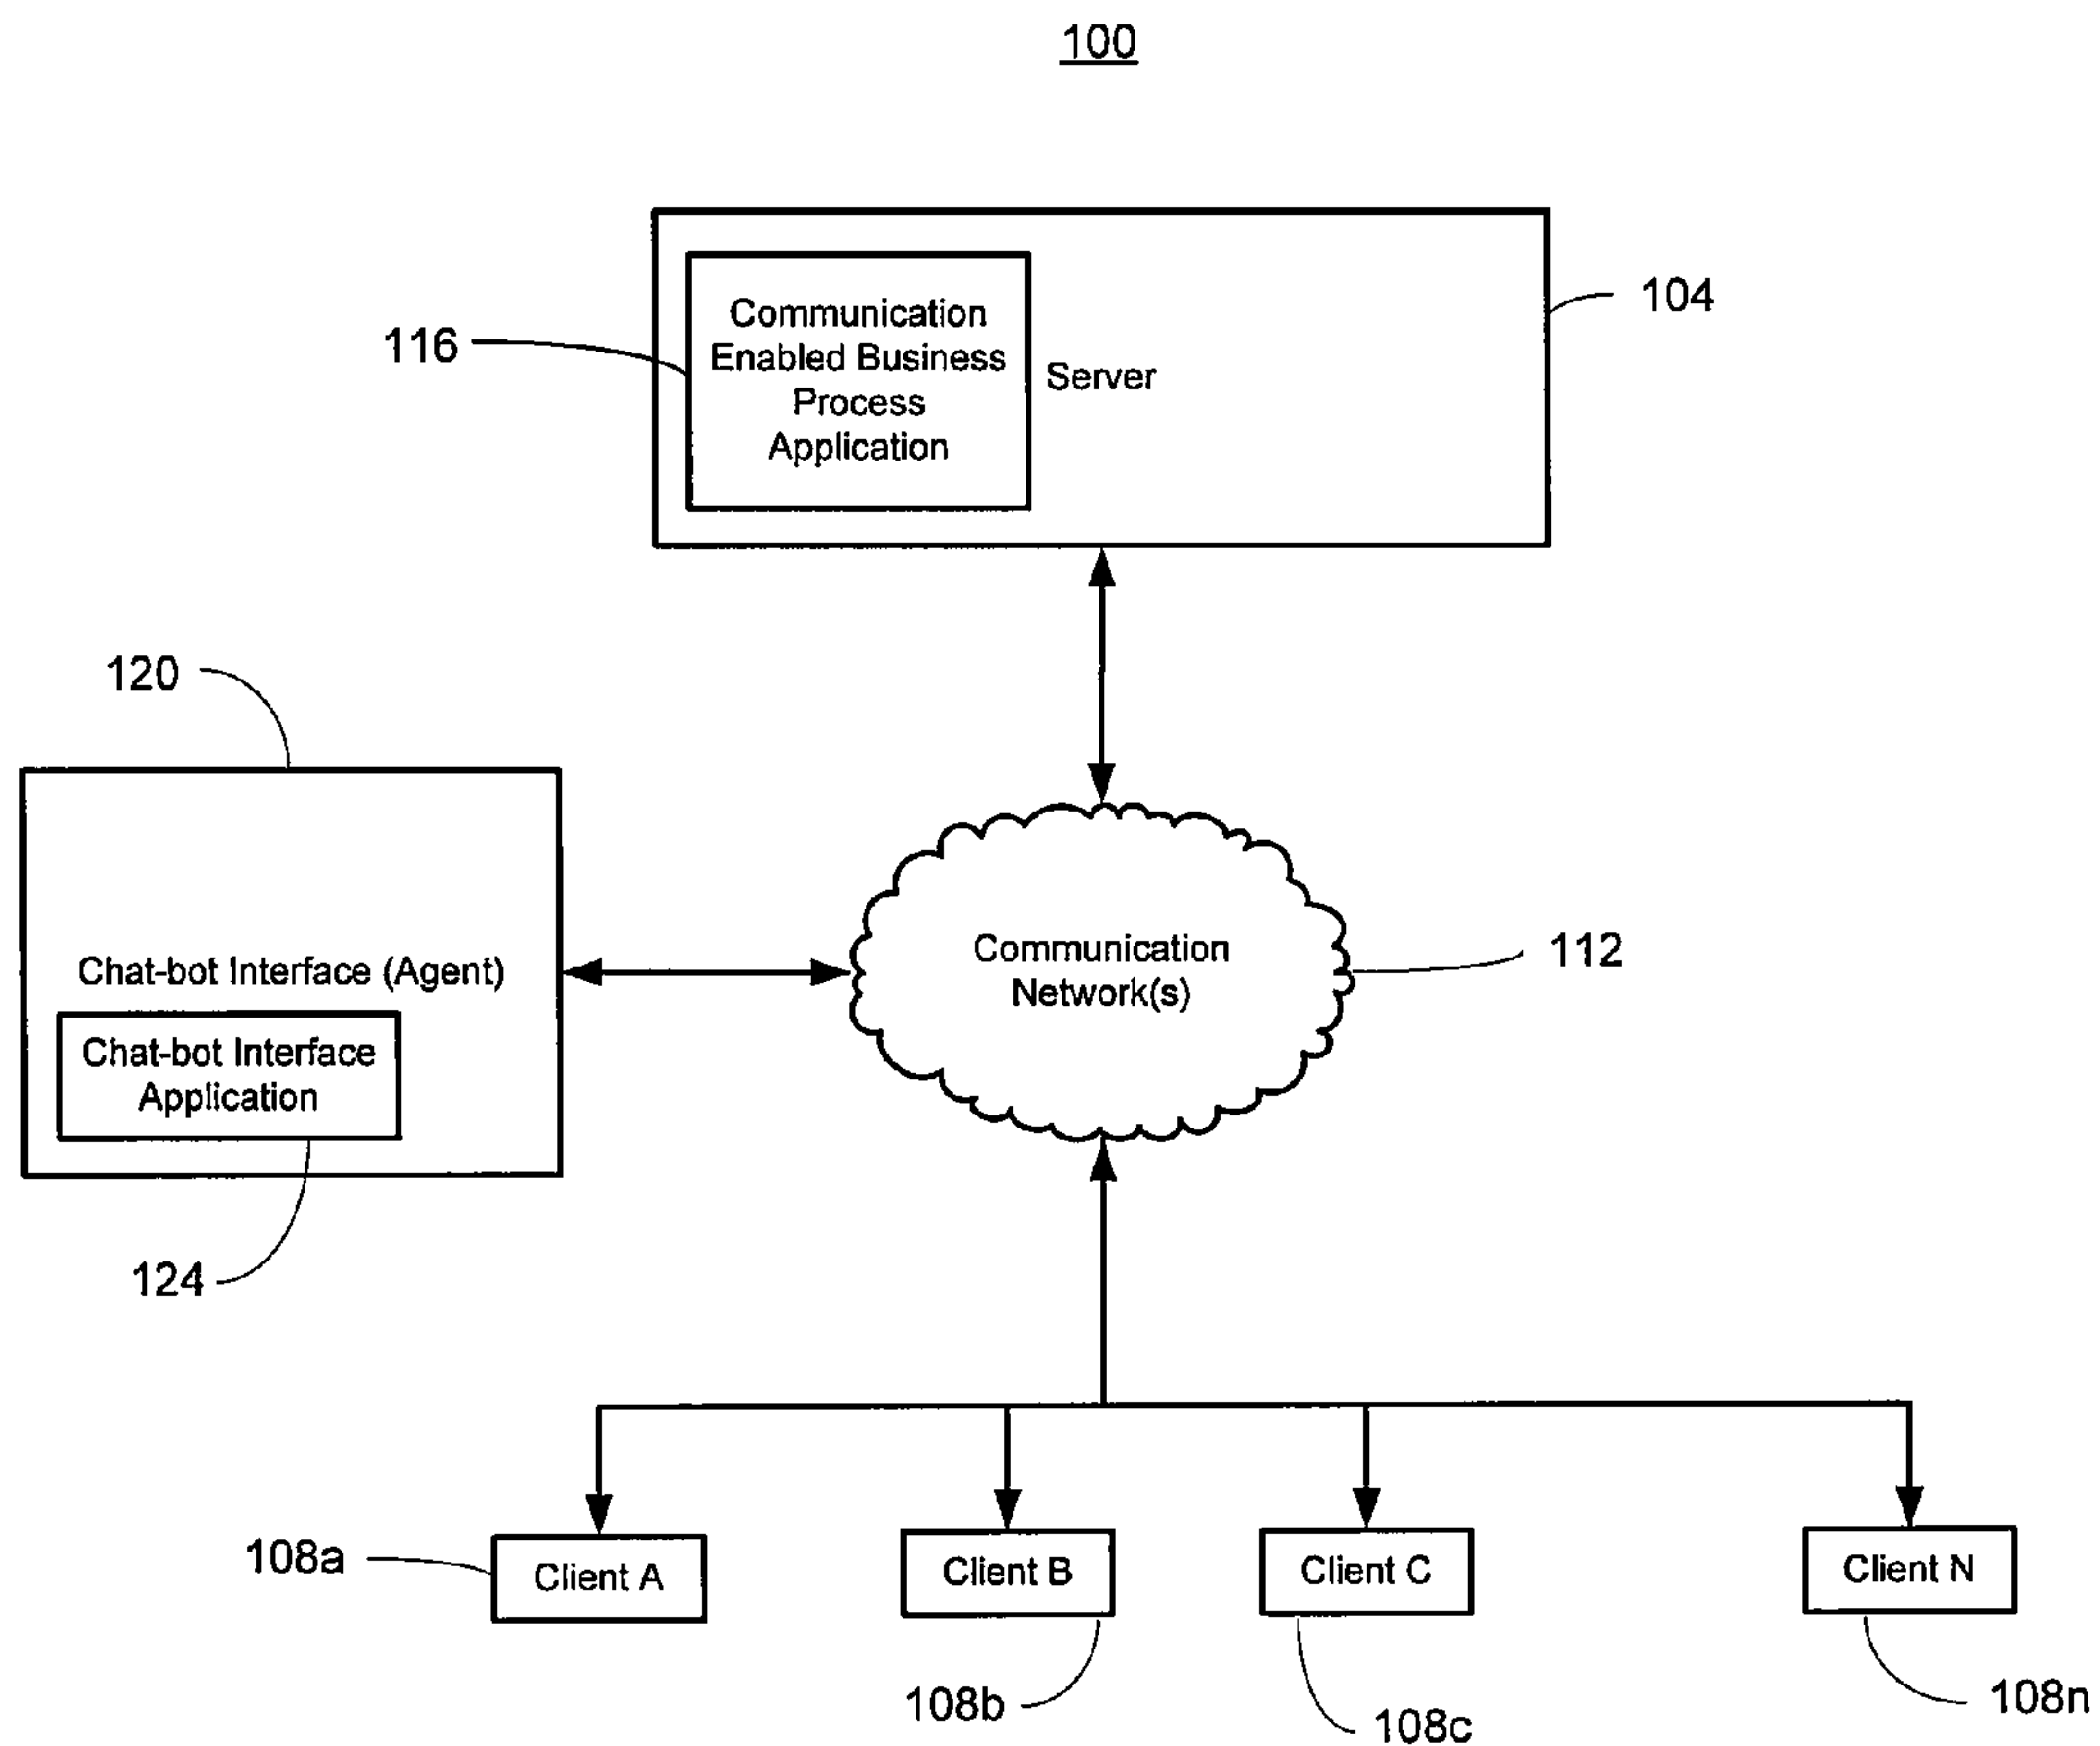 100
104
116
Communication
Enabled Business
Process
Application
Server
120
Chat-bot Interface (Agent)
Chat-bot Interface
Application
124
Communication
Network(s)
112
108a
Client A
Client B
Client C
Client N
108b
108c
108n